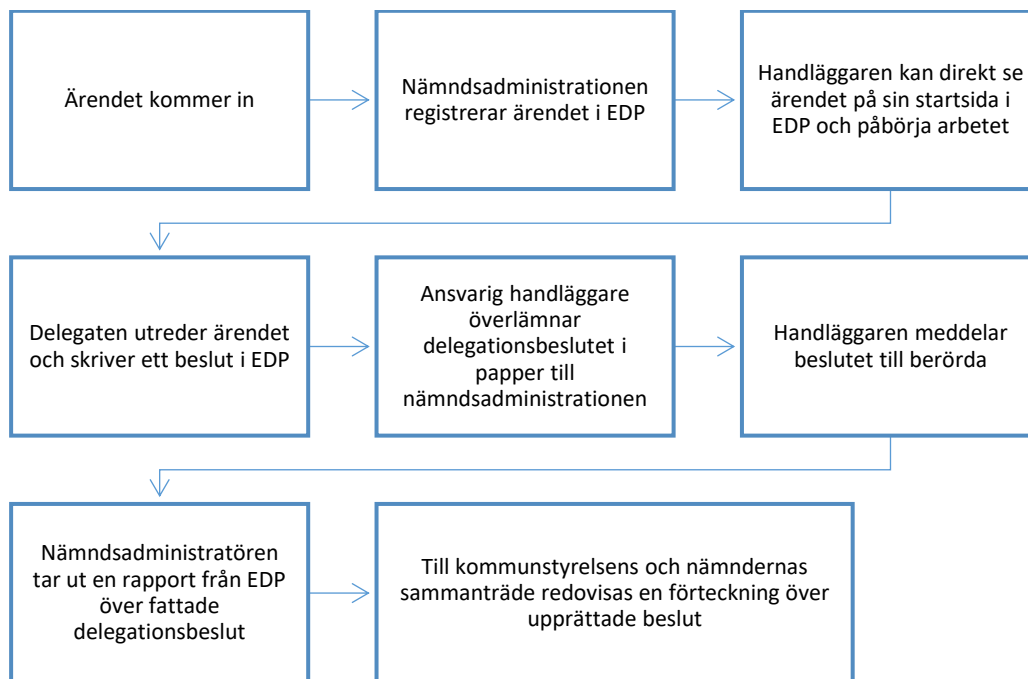 Ärendet kommer in
Nämndsadministrationen
registrerar ärendet i EDP
Handläggaren kan direkt se
ärendet på sin startsida i
EDP och påbörja arbetet
Delegaten utreder ärendet
och skriver ett beslut i EDP
Ansvarig handläggare
överlämnar
delegationsbeslutet i
papper till
nämndsadministrationen
Handläggaren meddelar
beslutet till berörda
Nämndsadministratören
tar ut en rapport från EDP
över fattade
delegationsbeslut
Till kommunstyrelsens och nämndernas
sammanträde redovisas en förteckning över
upprättade beslut